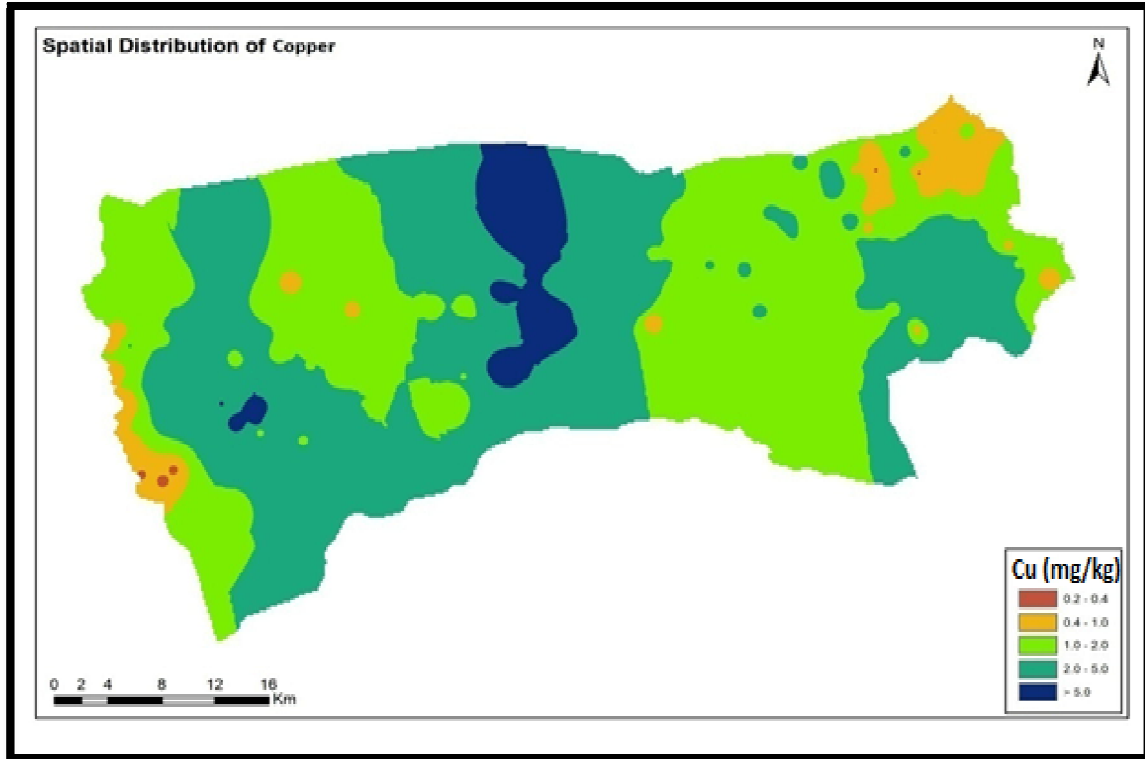 Spatial Distribution of Copper
N
Cu (mg/kg)
0.2 - 0.4
0.4 - 1.0
1.0 - 2.0
2.0 - 5.0
> 5.0
0 2 4 8 12 16
Km